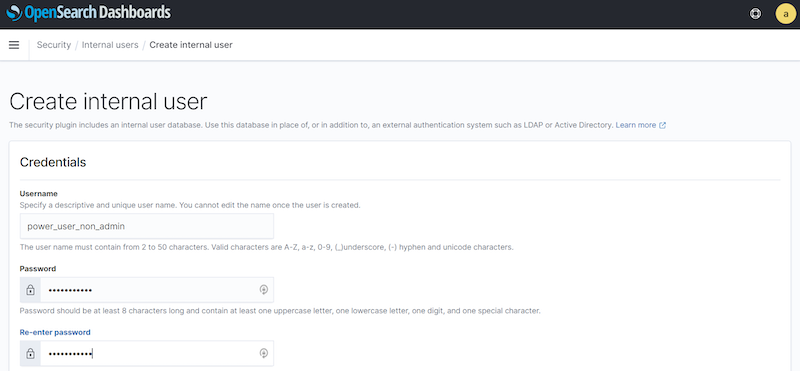 OpenSearch Dashboards
a
Security / Internal users / Create internal user
Create internal user
The security plugin includes an internal user database. Use this database in place of, or in addition to, an external authentication system such as LDAP or Active Directory. Learn more
Credentials
Username
Specify a descriptive and unique user name. You cannot edit the name once the user is created.
power_user_non_admin
The user name must contain from 2 to 50 characters. Valid characters are A-Z, a-z, 0-9, (_)underscore, (-) hyphen and unicode characters.
Password
•••••••••••
Password should be at least 8 characters long and contain at least one uppercase letter, one lowercase letter, one digit, and one special character.
Re-enter password
•••••••••••